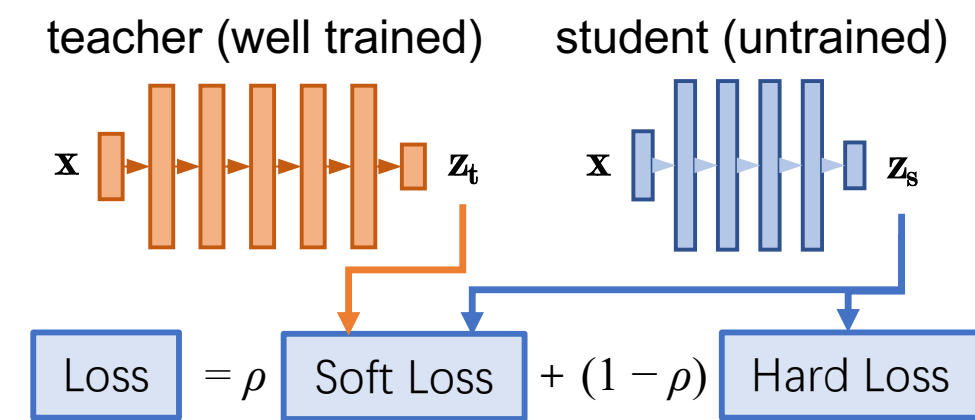 teacher (well trained) student (untrained)
x z_t x z_s
Loss = ρ Soft Loss + (1 − ρ) Hard Loss